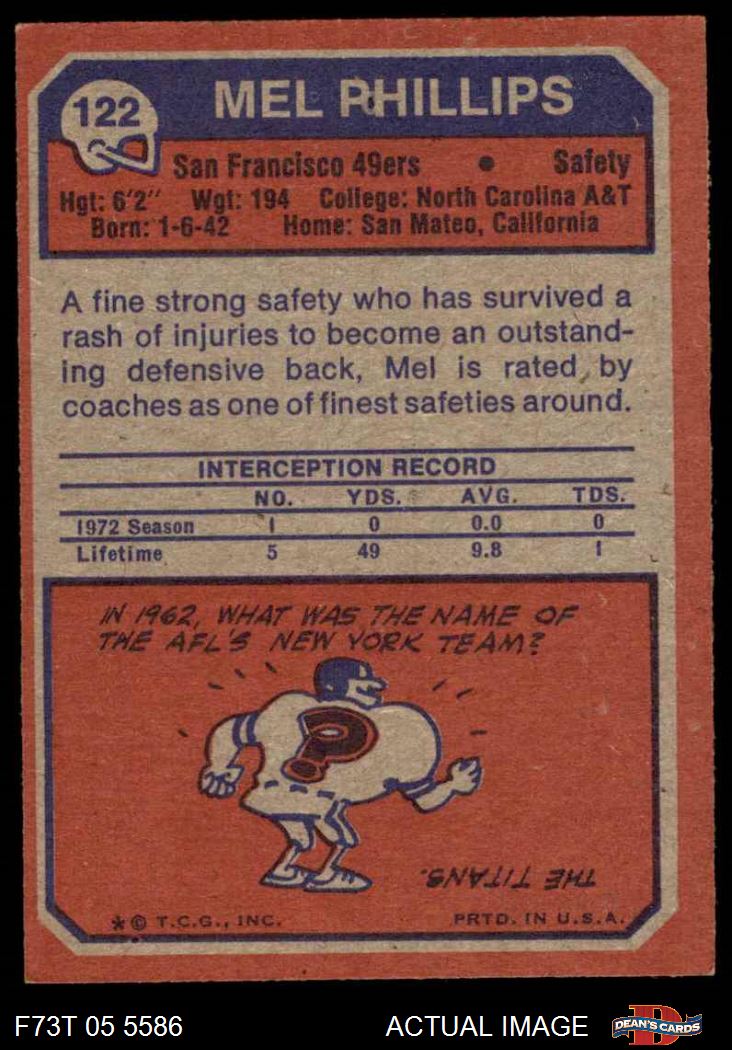 122
MEL PHILLIPS
San Francisco 49ers • Safety
Hgt: 6'2" Wgt: 194 College: North Carolina A&T
Born: 1-6-42 Home: San Mateo, California
A fine strong safety who has survived a
rash of injuries to become an outstand-
ing defensive back, Mel is rated by
coaches as one of finest safeties around.
INTERCEPTION RECORD
NO. YDS. AVG. TDS.
1972 Season 1 0 0.0 0
Lifetime 5 49 9.8 1
IN 1962, WHAT WAS THE NAME OF
THE AFL'S NEW YORK TEAM?
?
THE TITANS.
* © T.C.G., INC. PRTD. IN U.S.A.
F73T 05 5586 ACTUAL IMAGE D DEAN'S CARDS